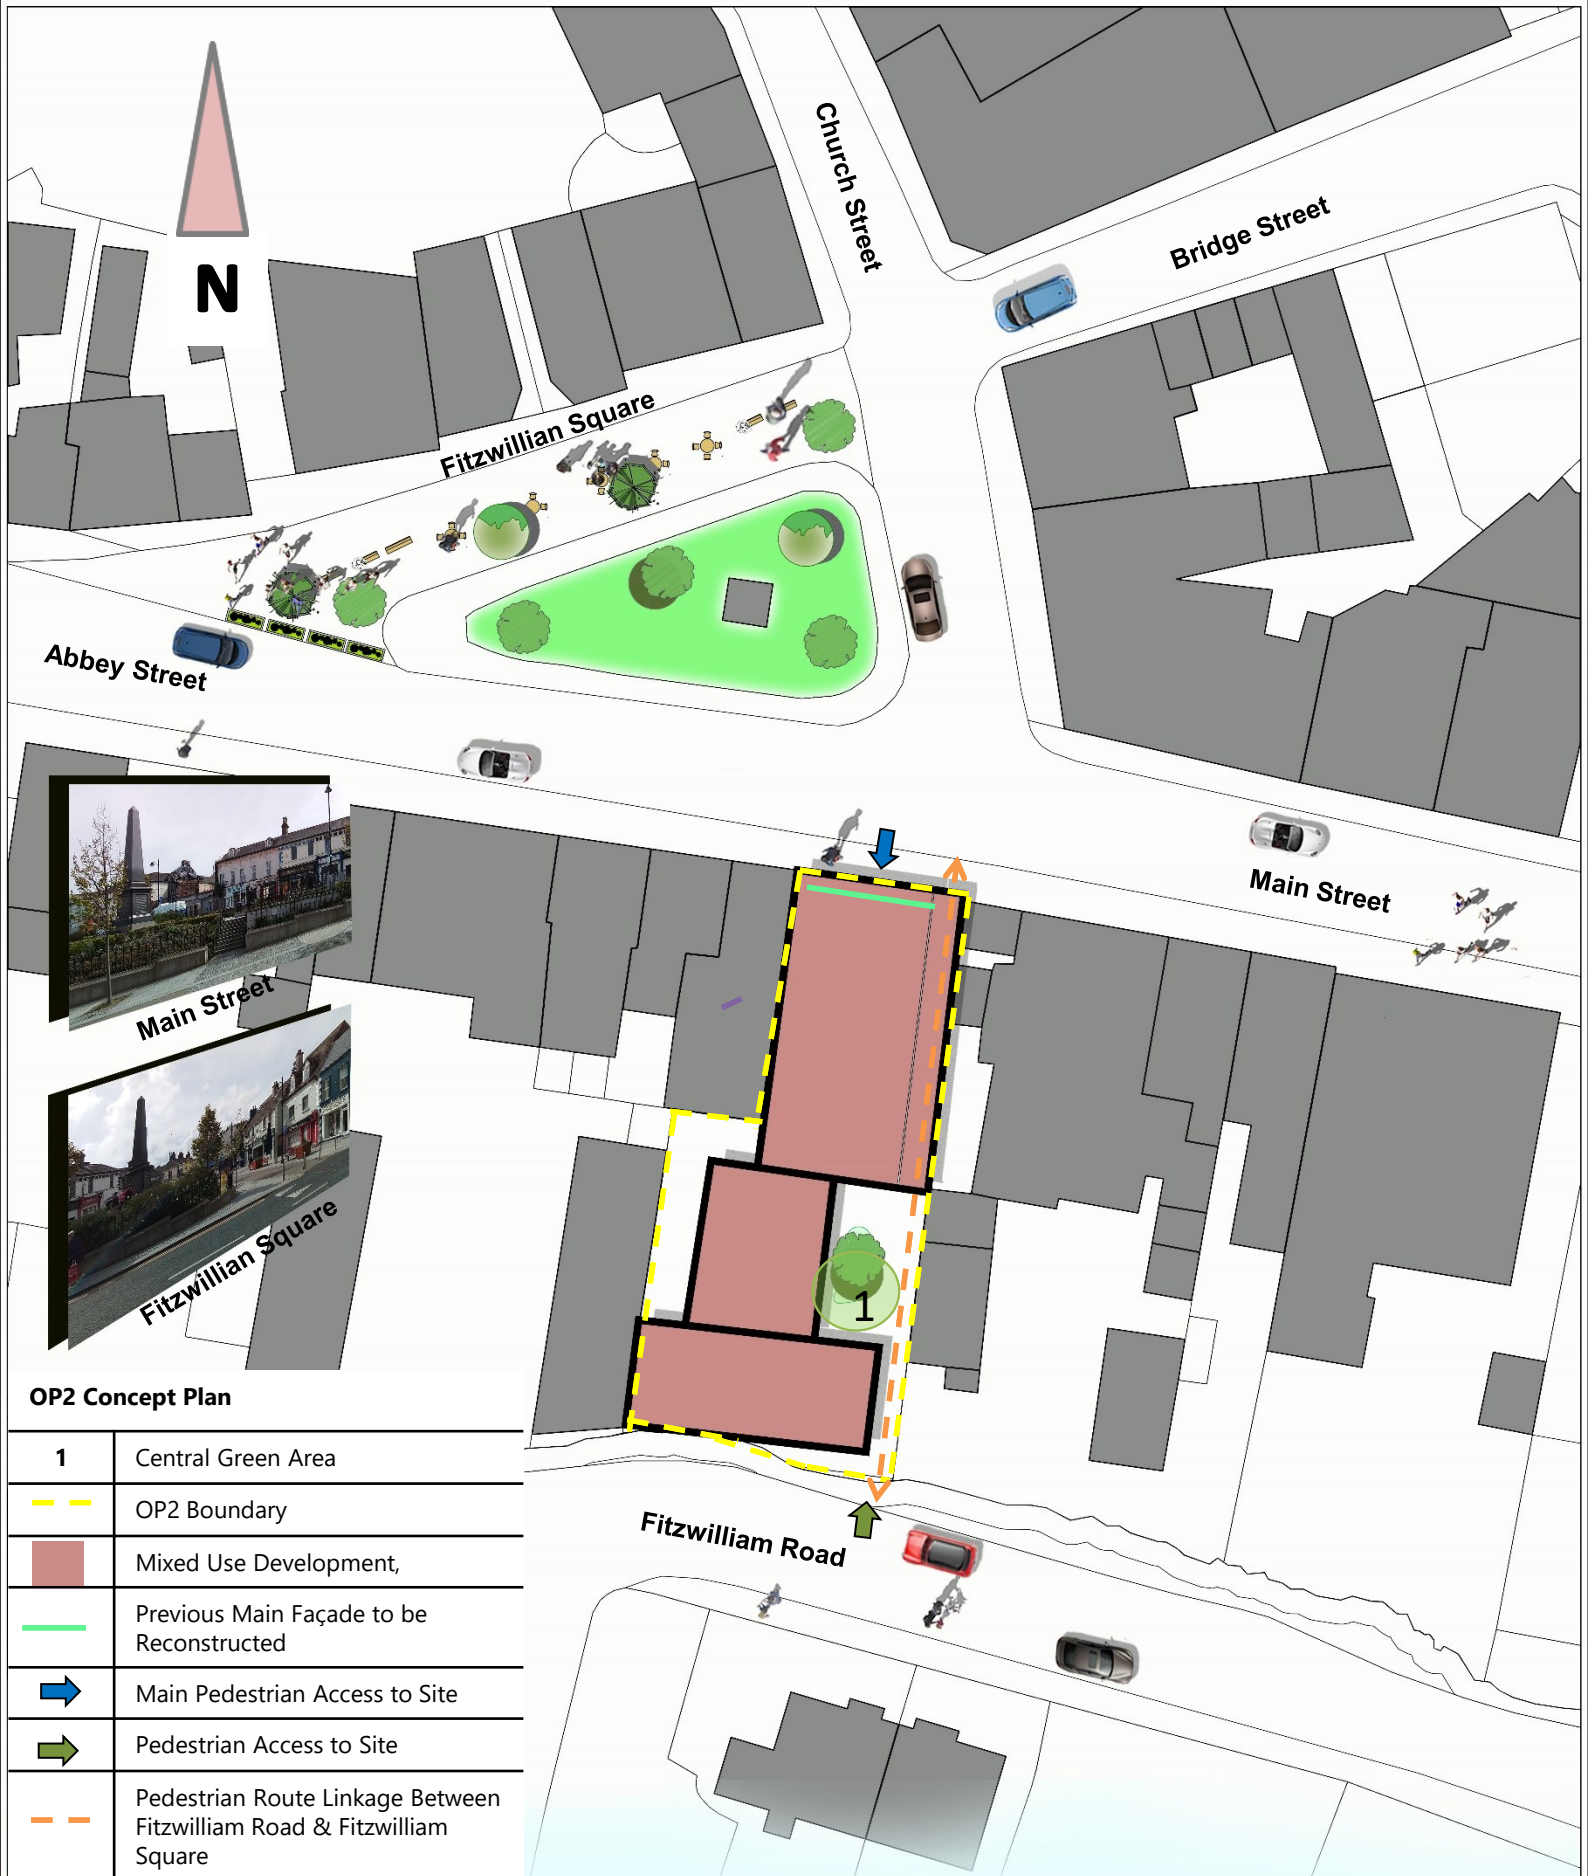 Church Street
Bridge Street
N
Fitzwillian Square
Abbey Street
Main Street
Main Street
Fitzwillian Square
1
Fitzwilliam Road
OP2 Concept Plan
1 Central Green Area
OP2 Boundary
Mixed Use Development,
Previous Main Façade to be
Reconstructed
Main Pedestrian Access to Site
Pedestrian Access to Site
Pedestrian Route Linkage Between
Fitzwilliam Road & Fitzwilliam
Square